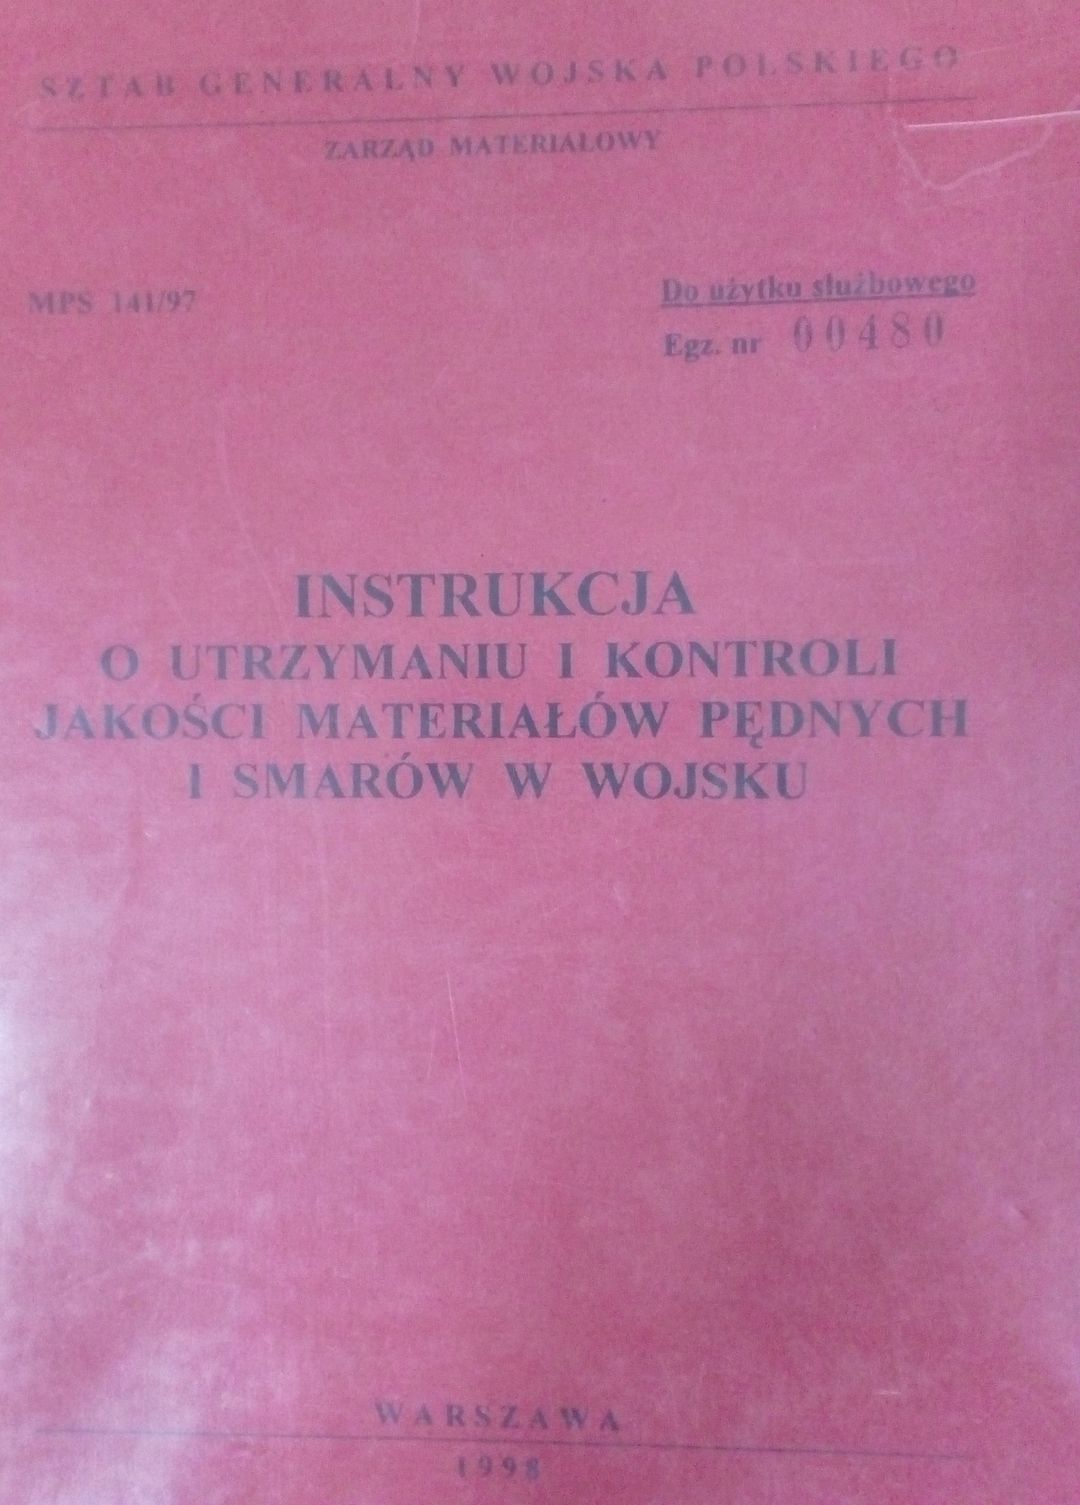 SZTAB GENERALNY WOJSKA POLSKIEGO
ZARZĄD MATERIAŁOWY
MPS 141/97
Do użytku służbowego
Egz. nr 00480
INSTRUKCJA
O UTRZYMANIU I KONTROLI
JAKOŚCI MATERIAŁÓW PĘDNYCH
I SMARÓW W WOJSKU
WARSZAWA
1998